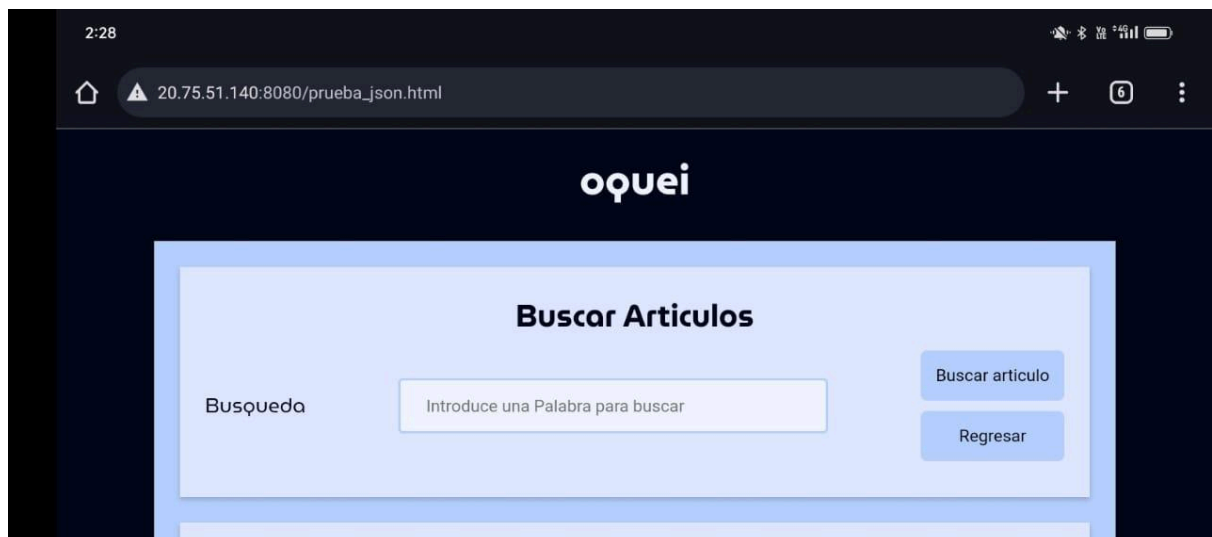 2:28
4G
20.75.51.140:8080/prueba_json.html
6
oquei
Buscar Articulos
Buscar articulo
Busqueda
Introduce una Palabra para buscar
Regresar